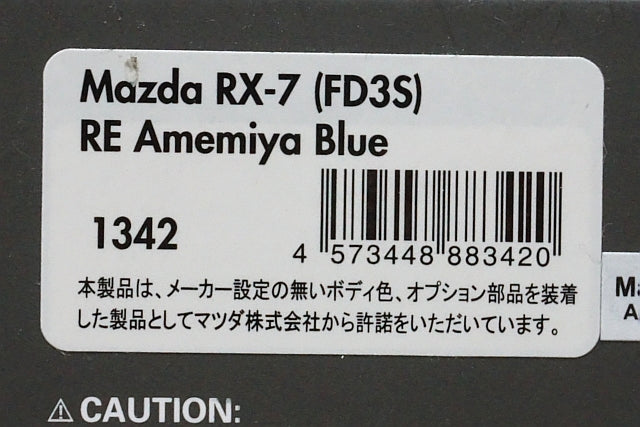 Mazda RX-7 (FD3S)
RE Amemiya Blue
1342
4 573448 883420
本製品は、メーカー設定の無いボディ色、オプション部品を装着
した製品としてマツダ株式会社から許諾をいただいています。
Ma
A
⚠ CAUTION: